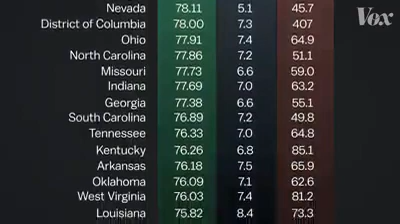 Vox
Nevada 78.11 5.1 45.7
District of Columbia 78.00 7.3 407
Ohio 77.91 7.4 64.9
North Carolina 77.86 7.2 51.1
Missouri 77.73 6.6 59.0
Indiana 77.69 7.0 63.2
Georgia 77.38 6.6 55.1
South Carolina 76.89 7.2 49.8
Tennessee 76.33 7.0 64.8
Kentucky 76.26 6.8 85.1
Arkansas 76.18 7.5 65.9
Oklahoma 76.09 7.1 62.6
West Virginia 76.03 7.4 81.2
Louisiana 75.82 8.4 73.3